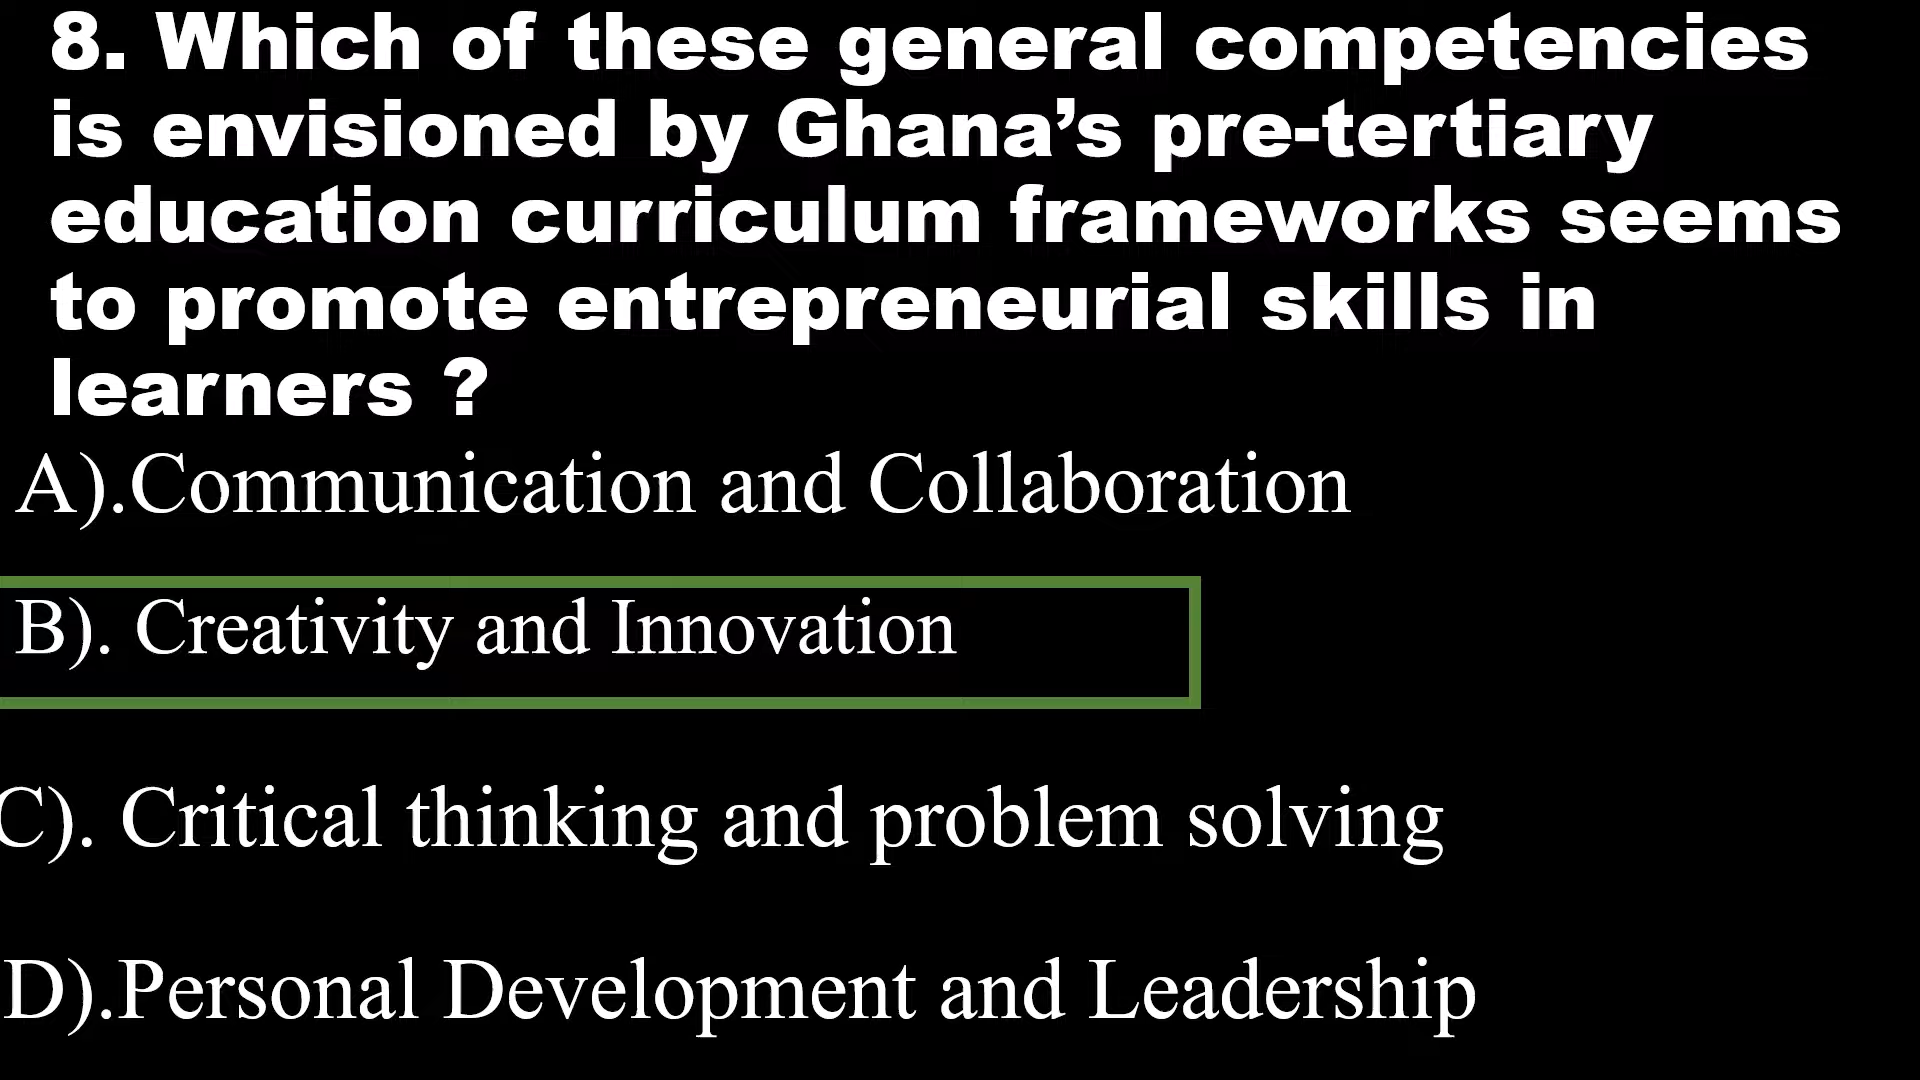 8. Which of these general competencies
is envisioned by Ghana’s pre-tertiary
education curriculum frameworks seems
to promote entrepreneurial skills in
learners ?
A).Communication and Collaboration
B). Creativity and Innovation
C). Critical thinking and problem solving
D).Personal Development and Leadership